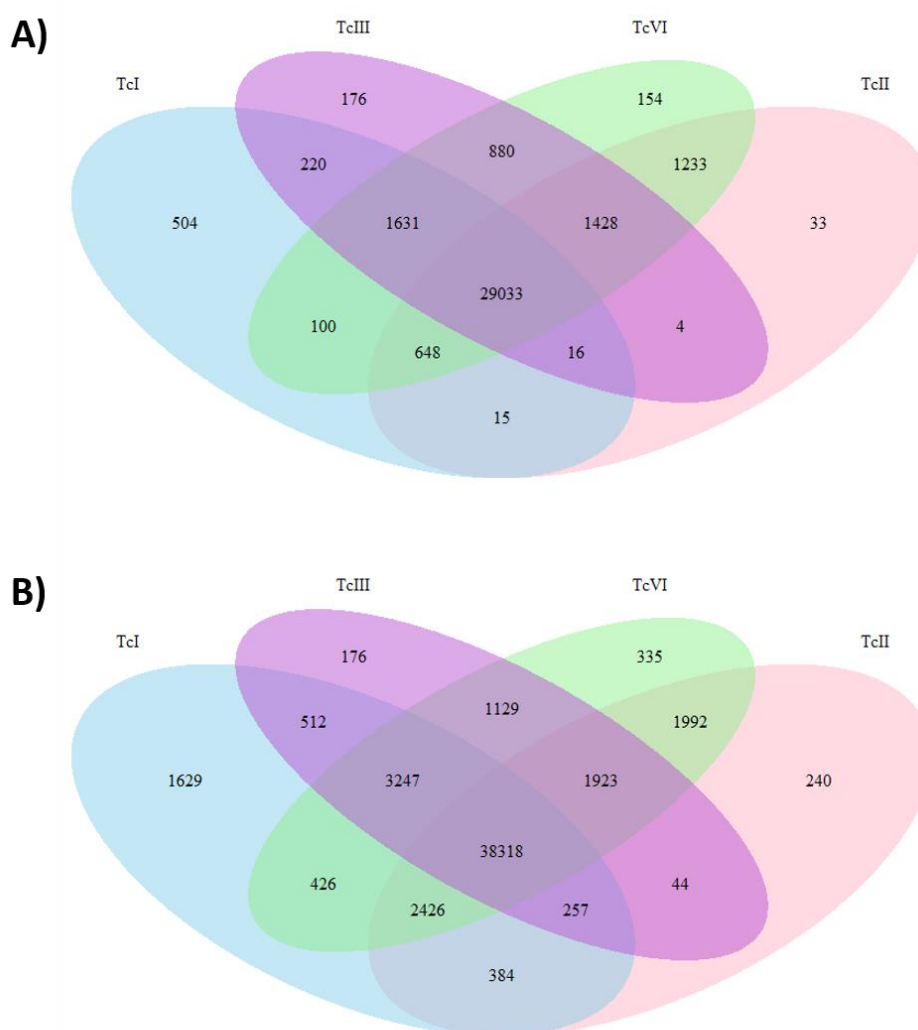 A)
TcIII TcVI
TcI TcII
176 154
220 880 1233
504 1631 1428 33
29033
100 4
648 16
15
B)
TcIII TcVI
TcI TcII
176 335
512 1129 1992
1629 3247 1923 240
38318
426 44
2426 257
384